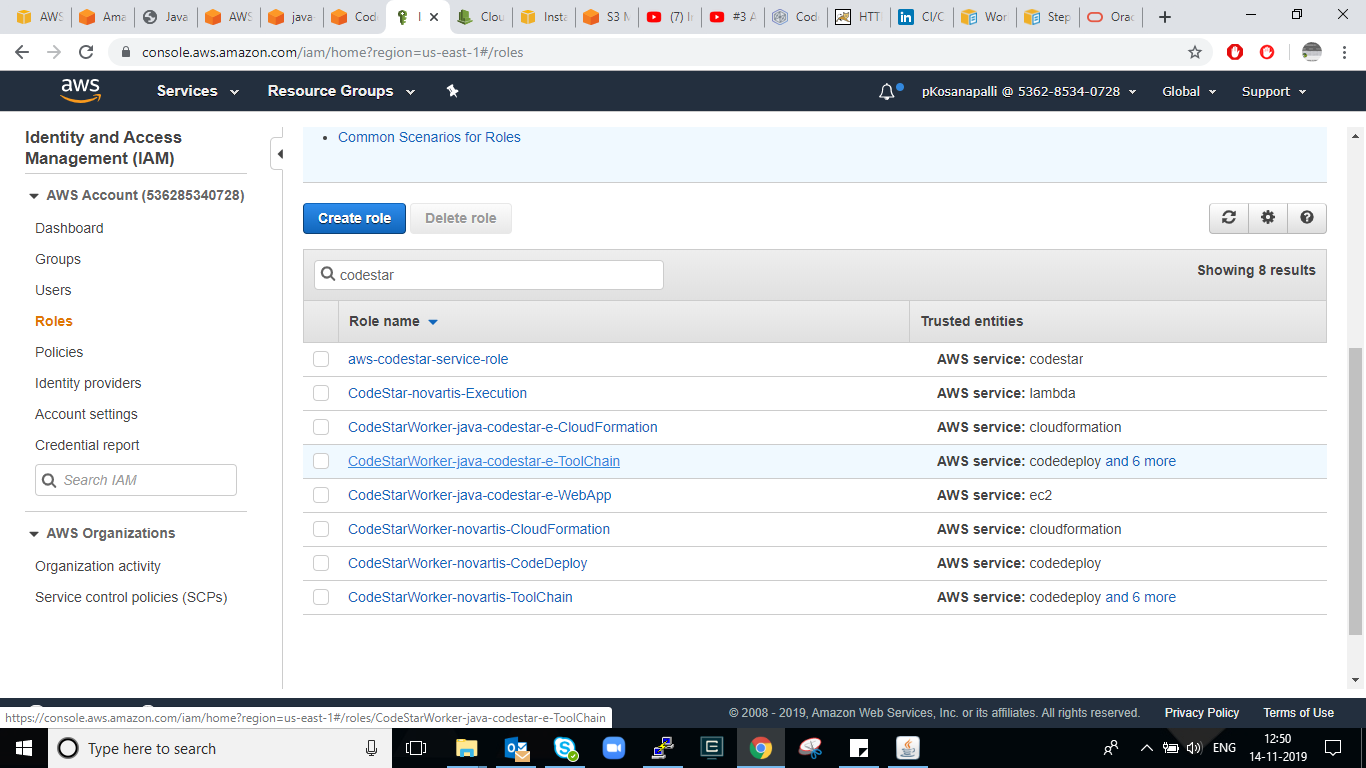 AWS
Ama
Java
AWS
java-
Cod
I
Clou
Insta
S3 M
(7) I
#3 A
Cod
HTT
CI/C
Wor
Step
Orac
console.aws.amazon.com/iam/home?region=us-east-1#/roles
aws
Services
Resource Groups
pKosanapalli @ 5362-8534-0728
Global
Support
Identity and Access
Management (IAM)
AWS Account (536285340728)
Dashboard
Groups
Users
Roles
Policies
Identity providers
Account settings
Credential report
Search IAM
AWS Organizations
Organization activity
Service control policies (SCPs)
Common Scenarios for Roles
Create role
Delete role
codestar
Showing 8 results
Role name
Trusted entities
aws-codestar-service-role
AWS service: codestar
CodeStar-novartis-Execution
AWS service: lambda
CodeStarWorker-java-codestar-e-CloudFormation
AWS service: cloudformation
CodeStarWorker-java-codestar-e-ToolChain
AWS service: codedeploy and 6 more
CodeStarWorker-java-codestar-e-WebApp
AWS service: ec2
CodeStarWorker-novartis-CloudFormation
AWS service: cloudformation
CodeStarWorker-novartis-CodeDeploy
AWS service: codedeploy
CodeStarWorker-novartis-ToolChain
AWS service: codedeploy and 6 more
https://console.aws.amazon.com/iam/home?region=us-east-1#/roles/CodeStarWorker-java-codestar-e-ToolChain
© 2008 - 2019, Amazon Web Services, Inc. or its affiliates. All rights reserved.
Privacy Policy
Terms of Use
Type here to search
ENG
12:50
14-11-2019